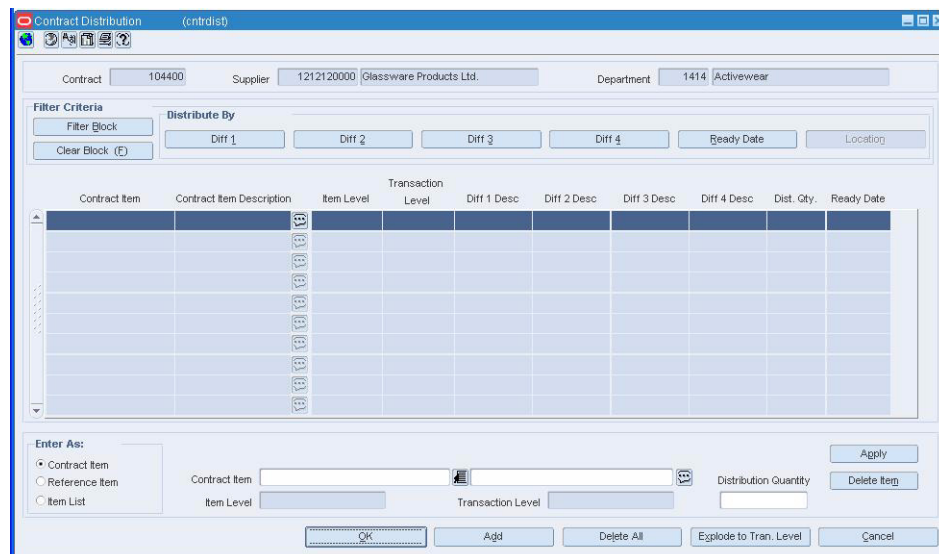 Contract Distribution (cntrdist)
Contract 104400 Supplier 1212120000 Glassware Products Ltd. Department 1414 Activewear
Filter Criteria
Distribute By
Filter Block
Clear Block (F)
Diff 1 Diff 2 Diff 3 Diff 4 Ready Date Location
Contract Item Contract Item Description Item Level Transaction Level Diff 1 Desc Diff 2 Desc Diff 3 Desc Diff 4 Desc Dist. Qty. Ready Date
Enter As:
Contract Item
Reference Item
Item List
Contract Item
Item Level Transaction Level
Distribution Quantity
Apply
Delete Item
OK Add Delete All Explode to Tran. Level Cancel